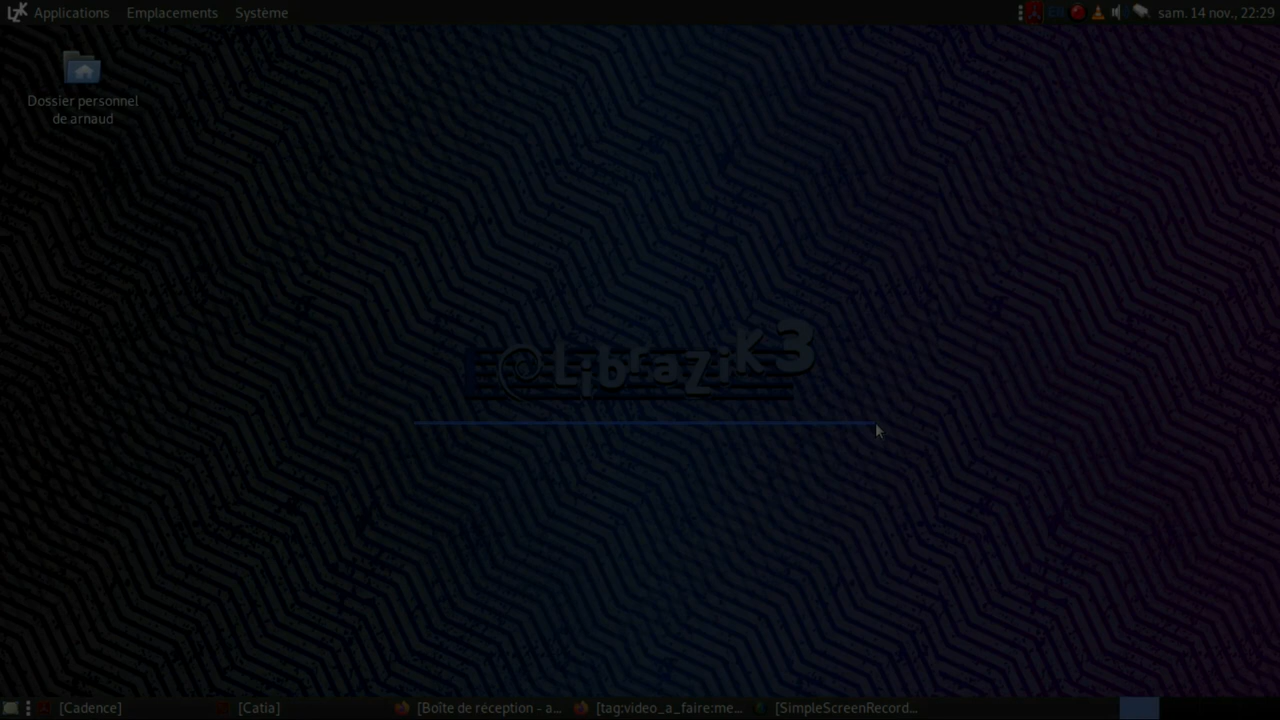 Applications Emplacements Système
sam. 14 nov., 22:29
Dossier personnel
de arnaud
LibraZiK3
[Cadence] [Catia] [Boîte de réception - a... [tag:video_a_faire:me... [SimpleScreenRecord...